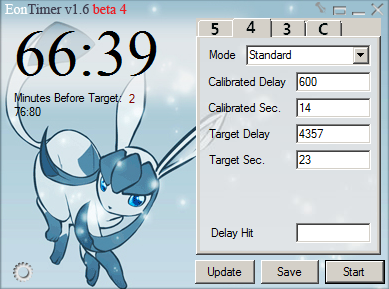 EonTimer v1.6 beta 4
66:39
Minutes Before Target: 2
76:80
5 4 3 C
Mode Standard
Calibrated Delay 600
Calibrated Sec. 14
Target Delay 4357
Target Sec. 23
Delay Hit
Update Save Start